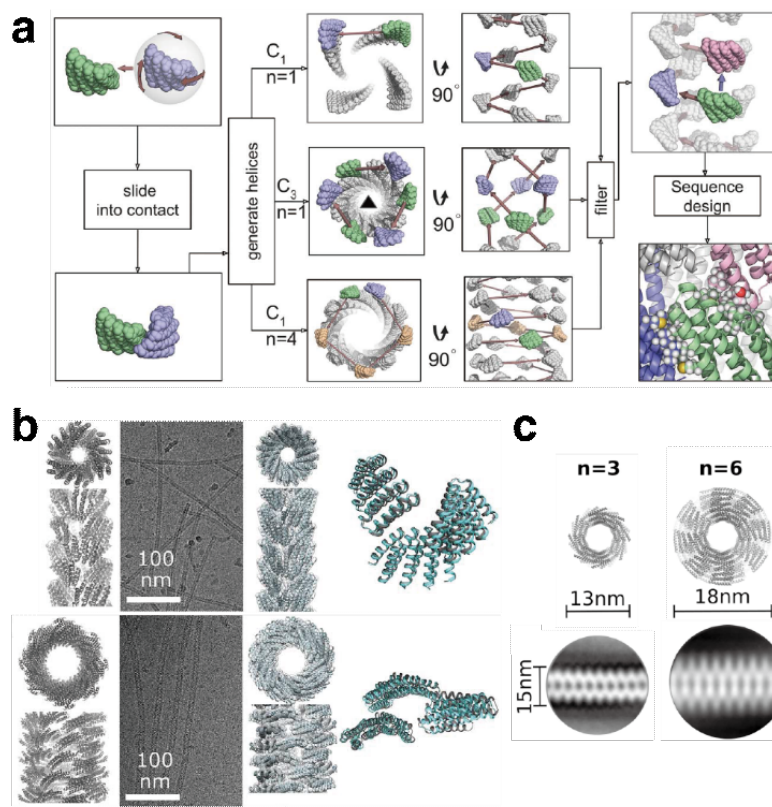 a
slide
into contact
generate helices
C1
n=1
90°
C3
n=1
90°
C1
n=4
90°
filter
Sequence
design
b
100
nm
100
nm
c
n=3
n=6
13nm
18nm
15nm